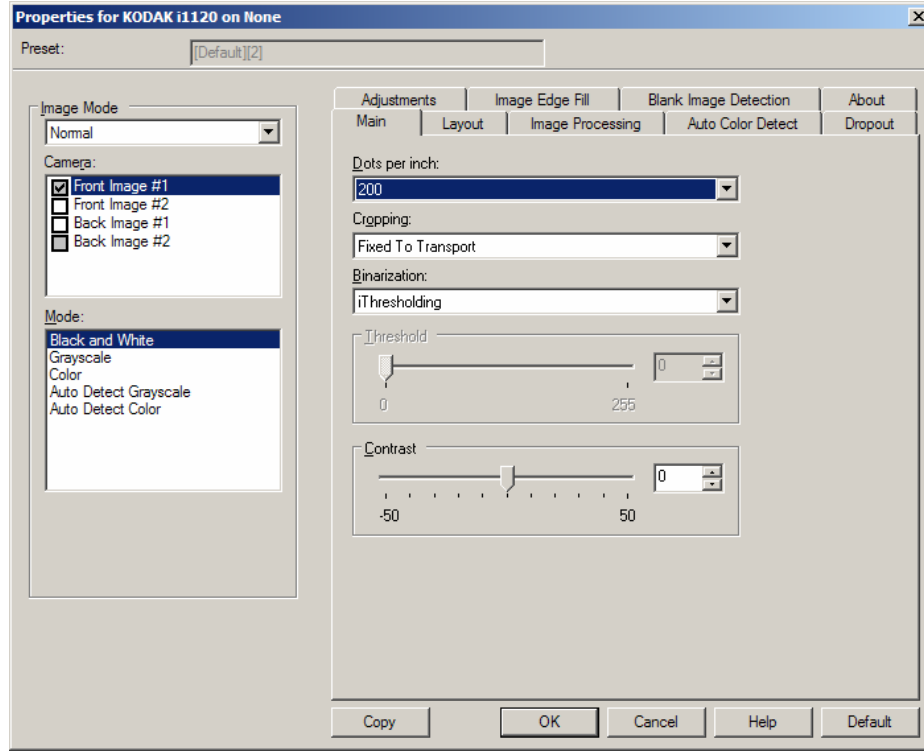 Properties for KODAK i1120 on None
Preset:
[Default][2]
Image Mode
Normal
Camera:
Front Image #1
Front Image #2
Back Image #1
Back Image #2
Mode:
Black and White
Grayscale
Color
Auto Detect Grayscale
Auto Detect Color
Adjustments Image Edge Fill Blank Image Detection About
Main Layout Image Processing Auto Color Detect Dropout
Dots per inch:
200
Cropping:
Fixed To Transport
Binarization:
iThresholding
Threshold
0
0 255
Contrast
0
-50 50
Copy OK Cancel Help Default